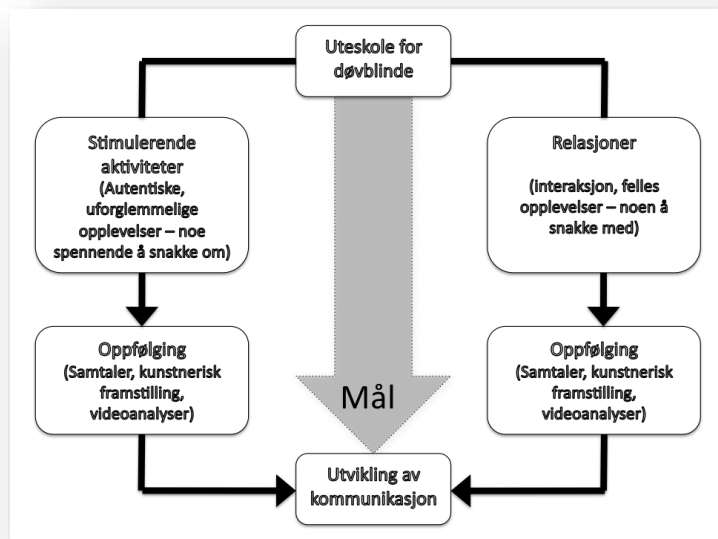 Uteskole for
døvblinde
Stimulerende
aktiviteter
(Autentiske,
uforglemmelige
opplevelser – noe
spennende å snakke om)
Relasjoner
(interaksjon, felles
opplevelser – noen å
snakke med)
Oppfølging
(Samtaler, kunstnerisk
framstilling,
videoanalyser)
Oppfølging
(Samtaler, kunstnerisk
framstilling,
videoanalyser)
Mål
Utvikling av
kommunikasjon